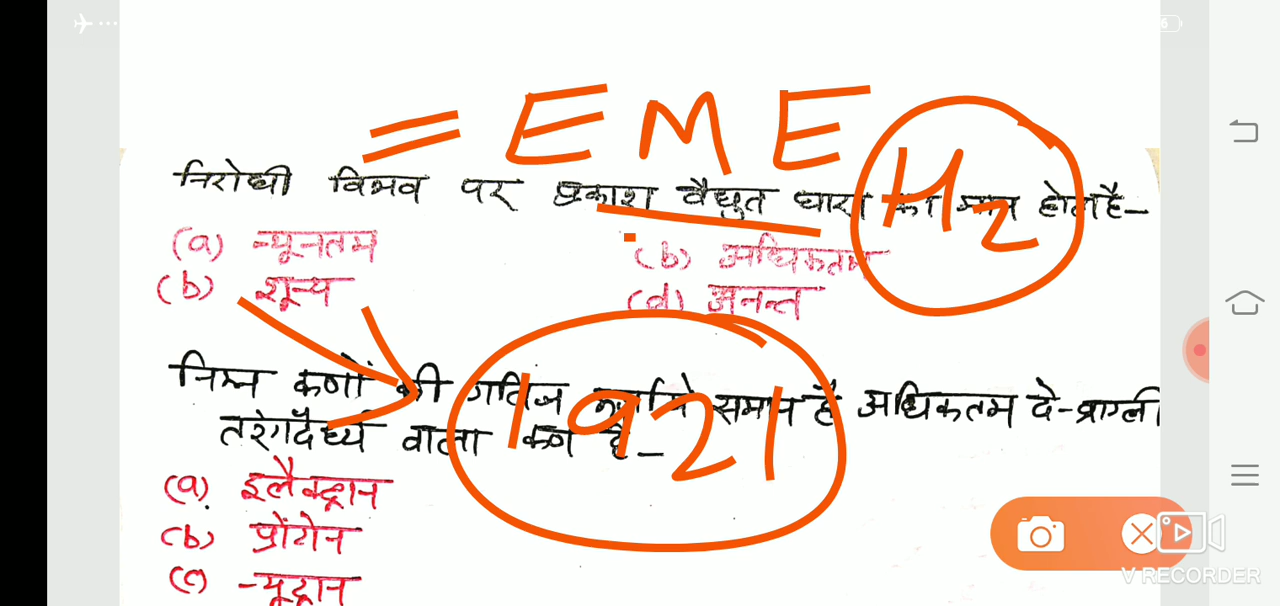 = EME
H2
निरोधी विभव पर प्रकाश वैद्युत धारा का मान होता है-
(a) न्यूनतम (b) अधिकतम
(b) शून्य (d) अनन्त
निम्न कणों की गतिज ऊर्जाये समान है अधिकतम दे-ब्राग्ली
तरंगदैर्ध्य वाला कण है-
1921
(a) इलैक्ट्रान
(b) प्रोटोन
(c) न्यूट्रान
V RECORDER